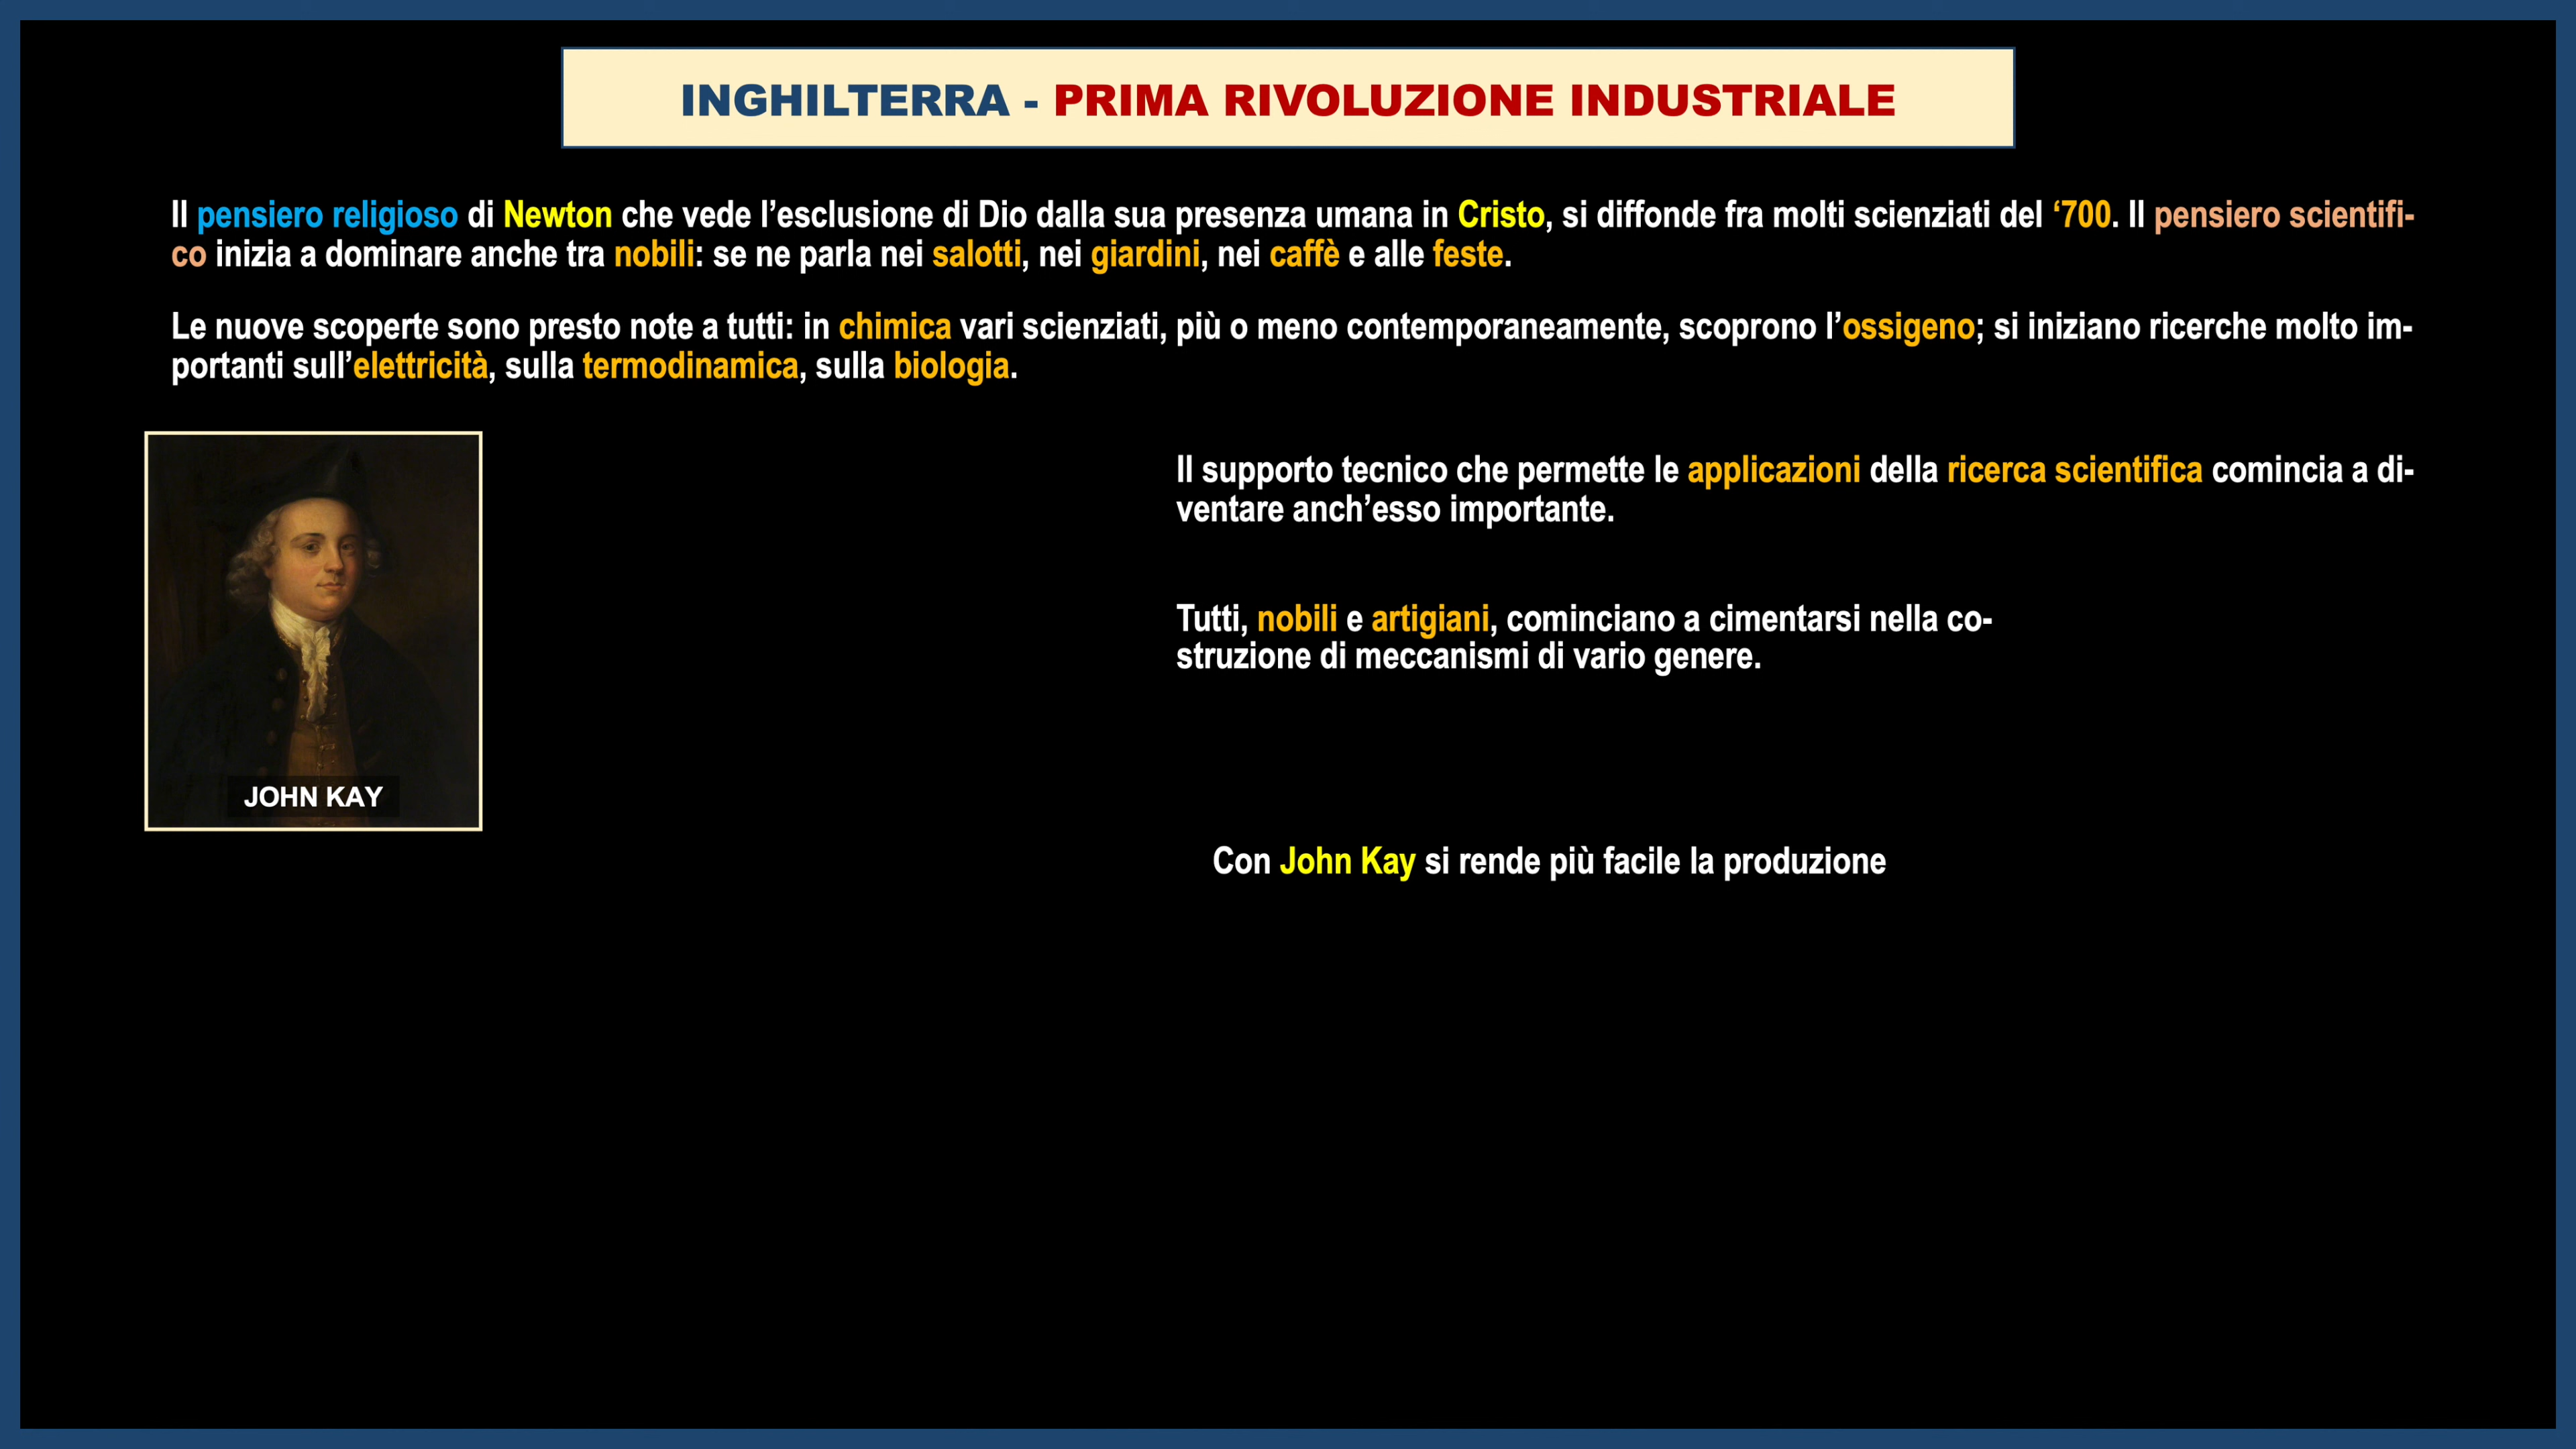 INGHILTERRA - PRIMA RIVOLUZIONE INDUSTRIALE
Il pensiero religioso di Newton che vede l’esclusione di Dio dalla sua presenza umana in Cristo, si diffonde fra molti scienziati del ‘700. Il pensiero scientifi-
co inizia a dominare anche tra nobili: se ne parla nei salotti, nei giardini, nei caffè e alle feste.
Le nuove scoperte sono presto note a tutti: in chimica vari scienziati, più o meno contemporaneamente, scoprono l’ossigeno; si iniziano ricerche molto im-
portanti sull’elettricità, sulla termodinamica, sulla biologia.
Il supporto tecnico che permette le applicazioni della ricerca scientifica comincia a di-
ventare anch’esso importante.
Tutti, nobili e artigiani, cominciano a cimentarsi nella co-
struzione di meccanismi di vario genere.
JOHN KAY
Con John Kay si rende più facile la produzione